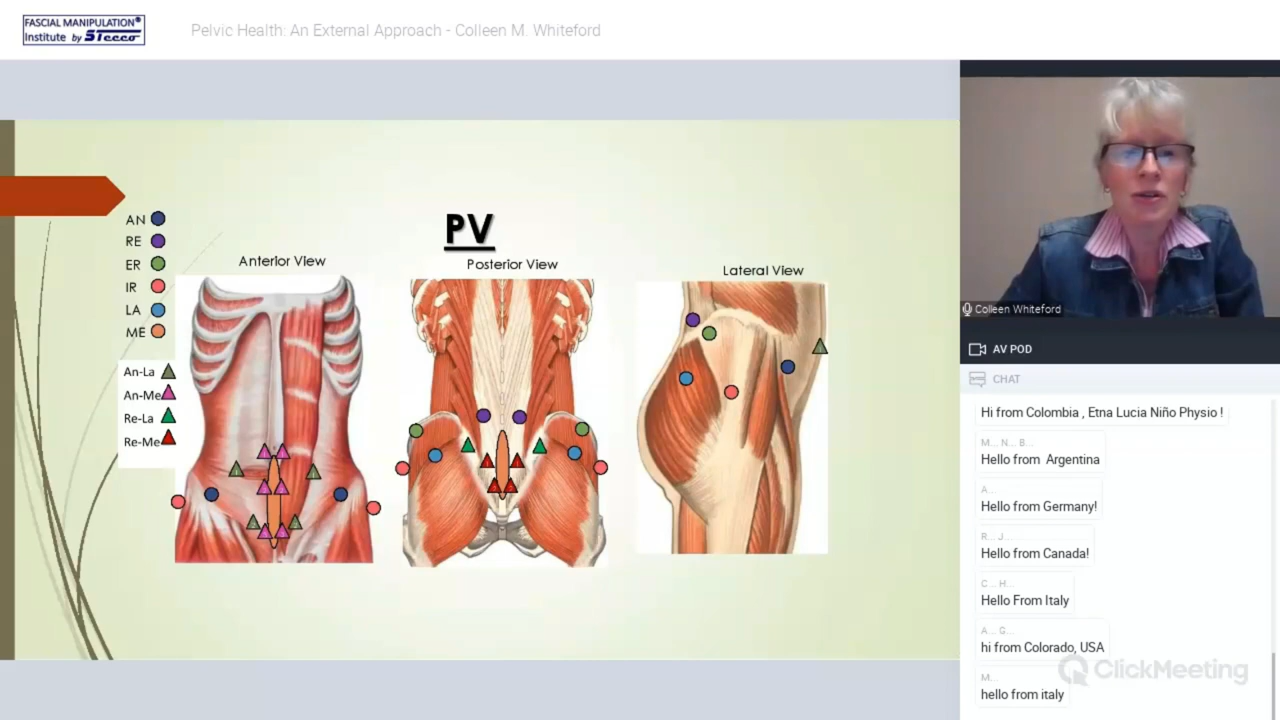 FASCIAL MANIPULATION®
Institute by STECCO
Pelvic Health: An External Approach - Colleen M. Whiteford
PV
AN
RE
ER
IR
LA
ME
An-La
An-Me
Re-La
Re-Me
Anterior View
Posterior View
Lateral View
Colleen Whiteford
AV POD
CHAT
Hi from Colombia , Etna Lucia Niño Physio !
M... N... B...
Hello from Argentina
A...
Hello from Germany!
R... J...
Hello from Canada!
C... H...
Hello From Italy
A... G...
hi from Colorado, USA
M...
hello from italy
ClickMeeting